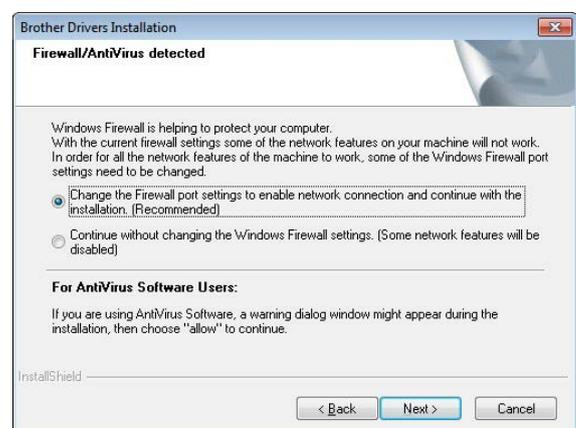 Brother Drivers Installation
Firewall/AntiVirus detected
Windows Firewall is helping to protect your computer.
With the current firewall settings some of the network features on your machine will not work.
In order for all the network features of the machine to work, some of the Windows Firewall port
settings need to be changed.
Change the Firewall port settings to enable network connection and continue with the
installation. (Recommended)
Continue without changing the Windows Firewall settings. (Some network features will be
disabled)
For AntiVirus Software Users:
If you are using AntiVirus Software, a warning dialog window might appear during the
installation, then choose "allow" to continue.
InstallShield
< Back Next > Cancel